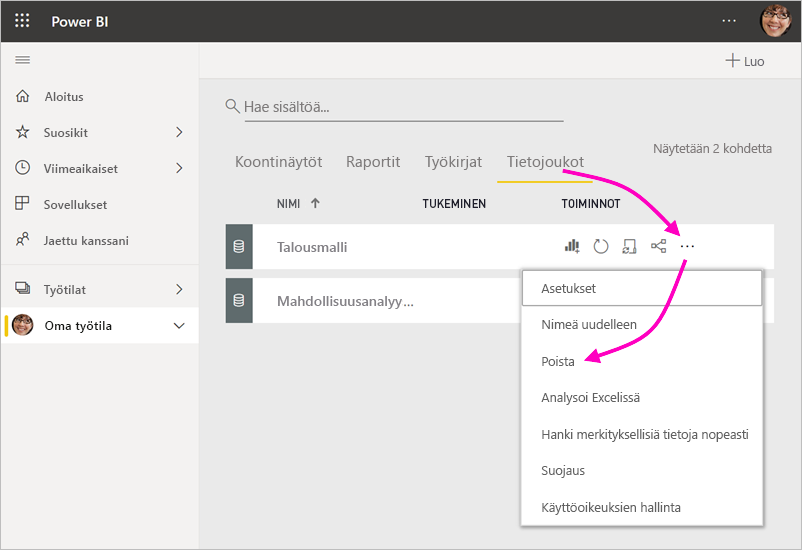 Power BI
Luo
Aloitus
Suosikit
Viimeaikaiset
Sovellukset
Jaettu kanssani
Työtilat
Oma työtila
Hae sisältöä...
Koontinäytöt Raportit Työkirjat Tietojoukot
Näytetään 2 kohdetta
NIMI TUKEMINEN TOIMINNOT
Talousmalli
Mahdollisuusanalyy...
Asetukset
Nimeä uudelleen
Poista
Analysoi Excelissä
Hanki merkityksellisiä tietoja nopeasti
Suojaus
Käyttöoikeuksien hallinta